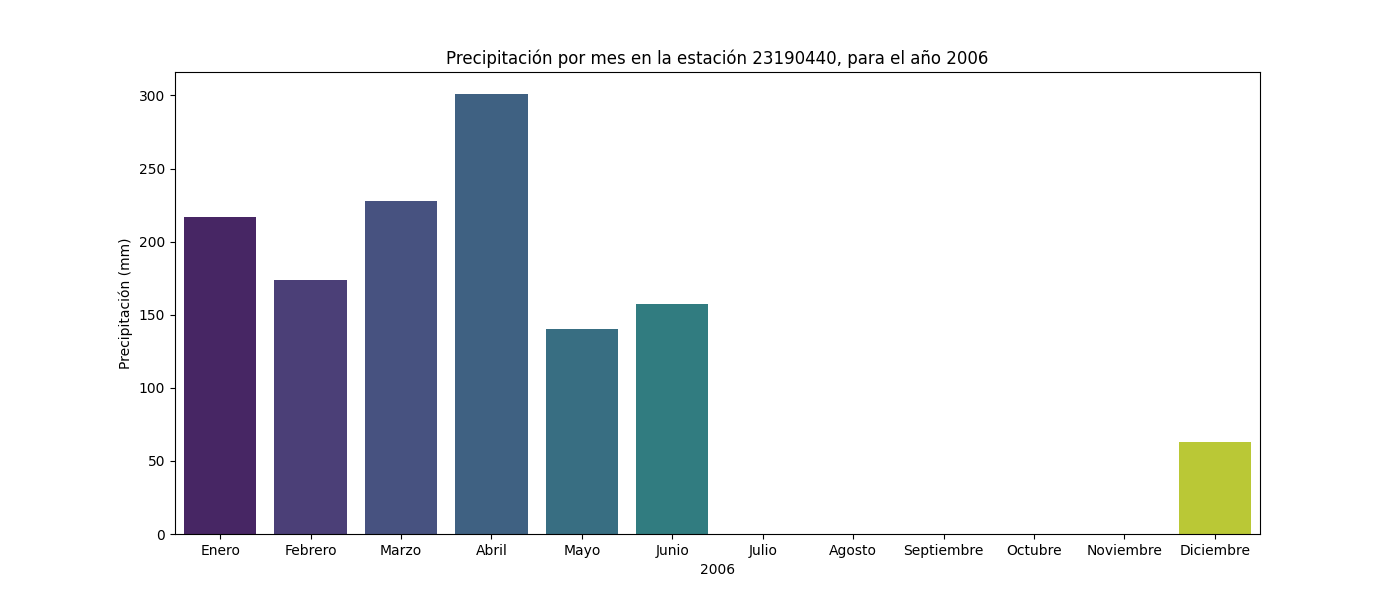 Precipitación por mes en la estación 23190440, para el año 2006
Precipitación (mm)
300
250
200
150
100
50
0
Enero Febrero Marzo Abril Mayo Junio Julio Agosto Septiembre Octubre Noviembre Diciembre
2006